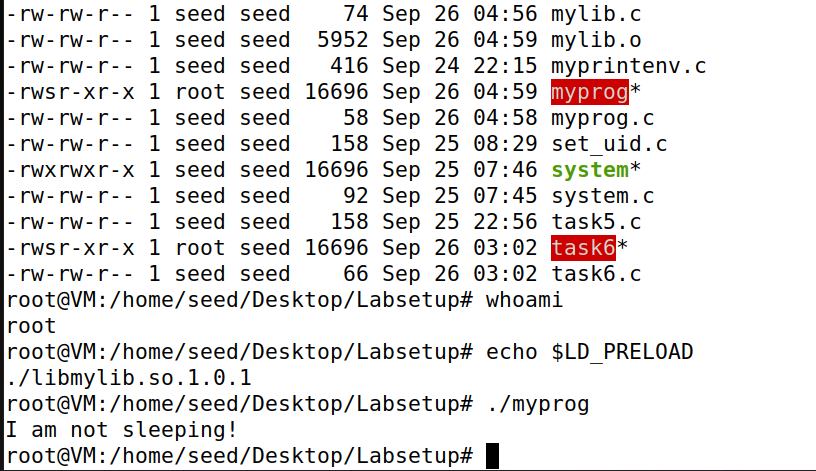 -rw-rw-r-- 1 seed seed    74 Sep 26 04:56 mylib.c
-rw-rw-r-- 1 seed seed  5952 Sep 26 04:59 mylib.o
-rw-rw-r-- 1 seed seed   416 Sep 24 22:15 myprintenv.c
-rwsr-xr-x 1 root seed 16696 Sep 26 04:59 myprog*
-rw-rw-r-- 1 seed seed    58 Sep 26 04:58 myprog.c
-rw-rw-r-- 1 seed seed   158 Sep 25 08:29 set_uid.c
-rwxrwxr-x 1 seed seed 16696 Sep 25 07:46 system*
-rw-rw-r-- 1 seed seed    92 Sep 25 07:45 system.c
-rw-rw-r-- 1 seed seed   158 Sep 25 22:56 task5.c
-rwsr-xr-x 1 root seed 16696 Sep 26 03:02 task6*
-rw-rw-r-- 1 seed seed    66 Sep 26 03:02 task6.c
root@VM:/home/seed/Desktop/Labsetup# whoami
root
root@VM:/home/seed/Desktop/Labsetup# echo $LD_PRELOAD
./libmylib.so.1.0.1
root@VM:/home/seed/Desktop/Labsetup# ./myprog
I am not sleeping!
root@VM:/home/seed/Desktop/Labsetup#